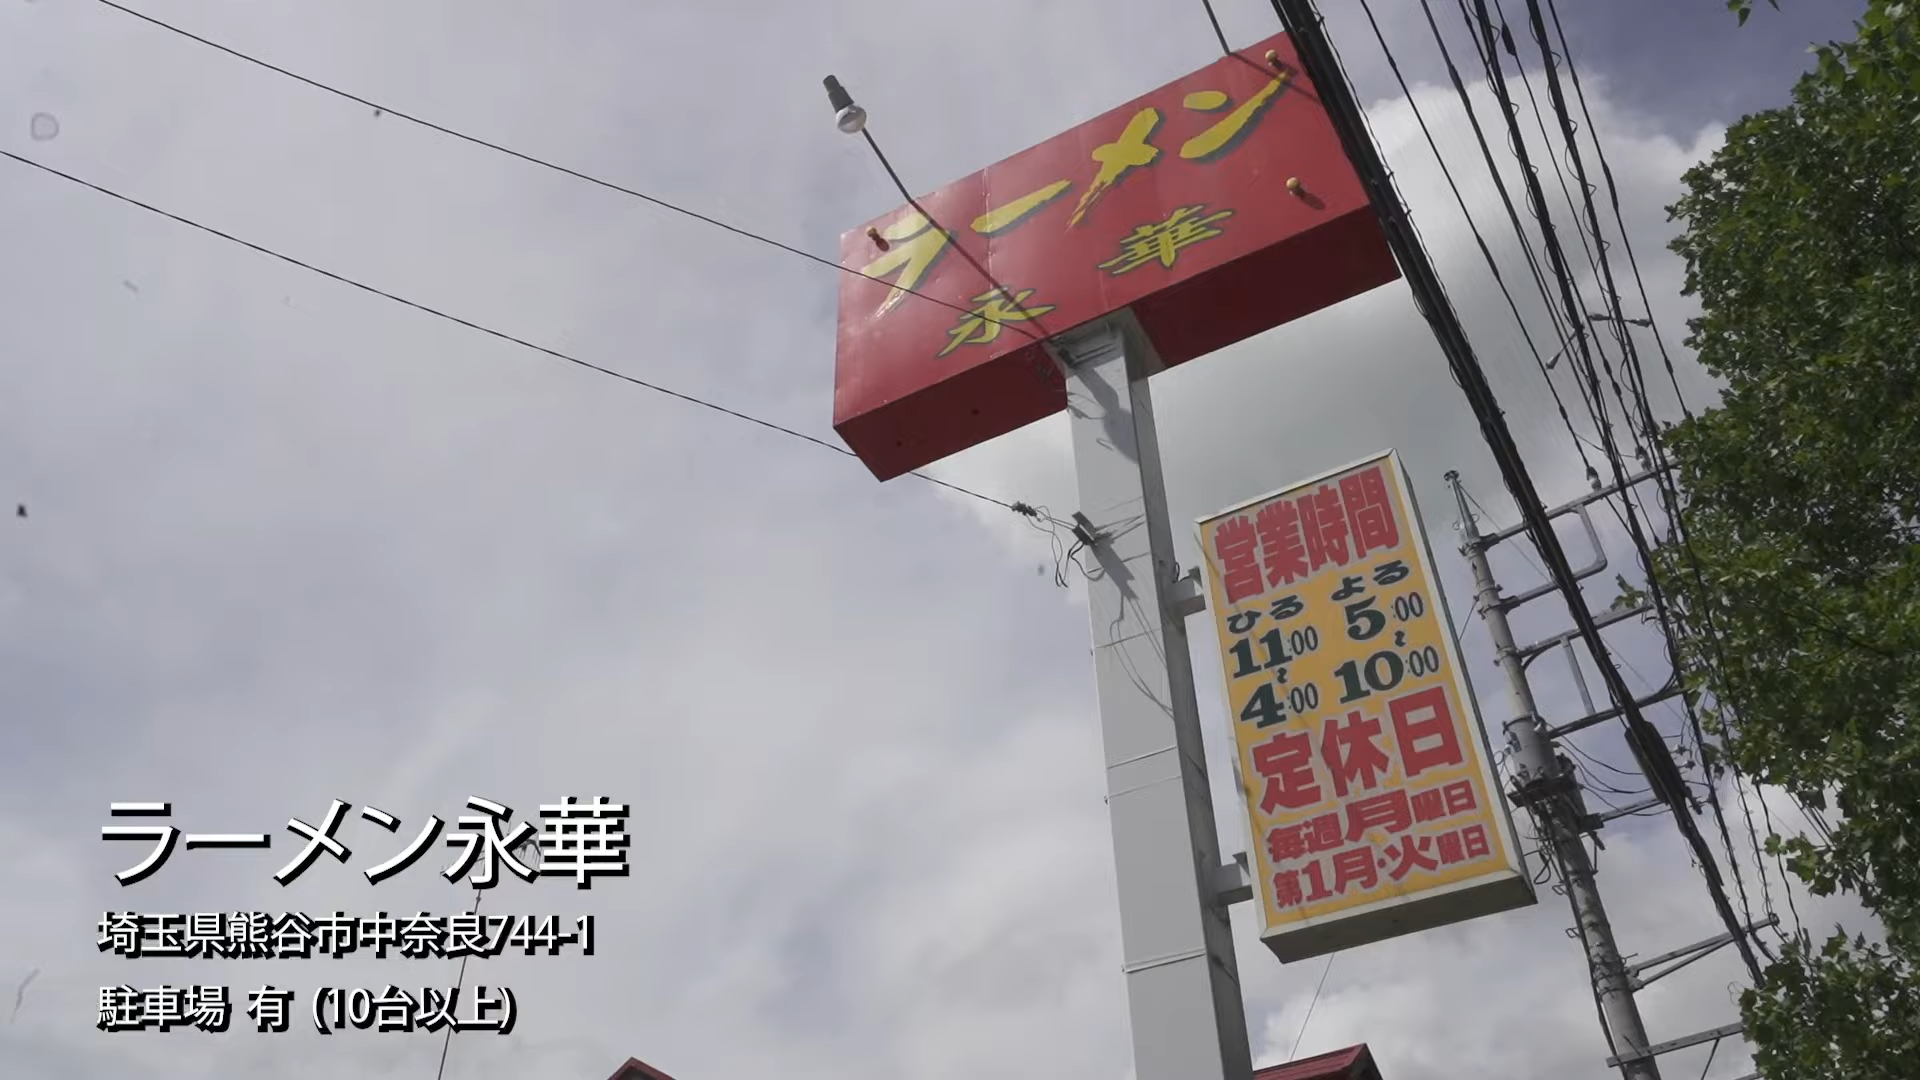 ラーメン
永華
営業時間
ひる よる
11:00 5:00
~ ~
4:00 10:00
定休日
毎週月曜日
第1月・火曜日
ラーメン永華
埼玉県熊谷市中奈良744-1
駐車場 有 (10台以上)